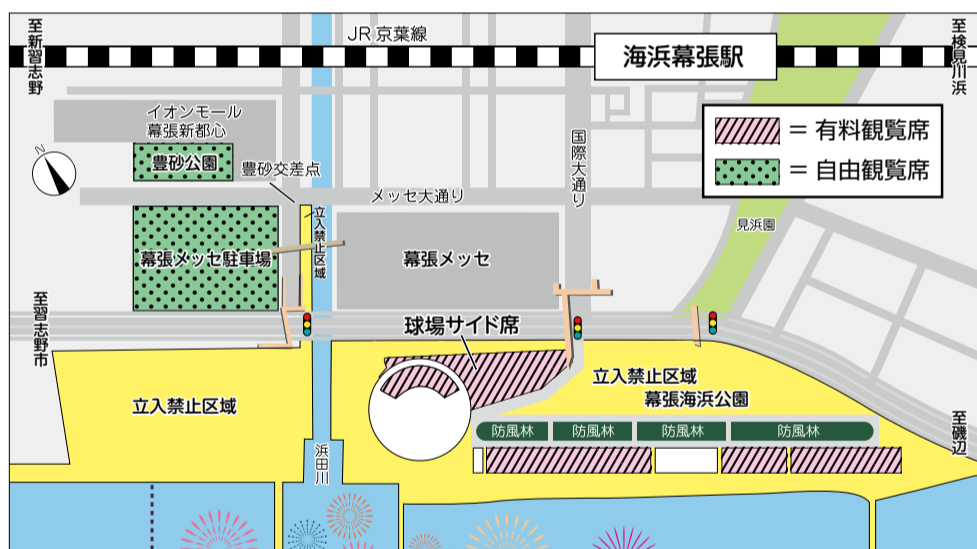 至新習志野
JR 京葉線
海浜幕張駅
至検見川浜
イオンモール
幕張新都心
豊砂公園
豊砂交差点
国際大通り
= 有料観覧席
= 自由観覧席
N
メッセ大通り
立入禁止区域
見浜園
幕張メッセ駐車場
幕張メッセ
至習志野市
球場サイド席
立入禁止区域
立入禁止区域
幕張海浜公園
至磯辺
防風林
防風林
防風林
防風林
浜田川